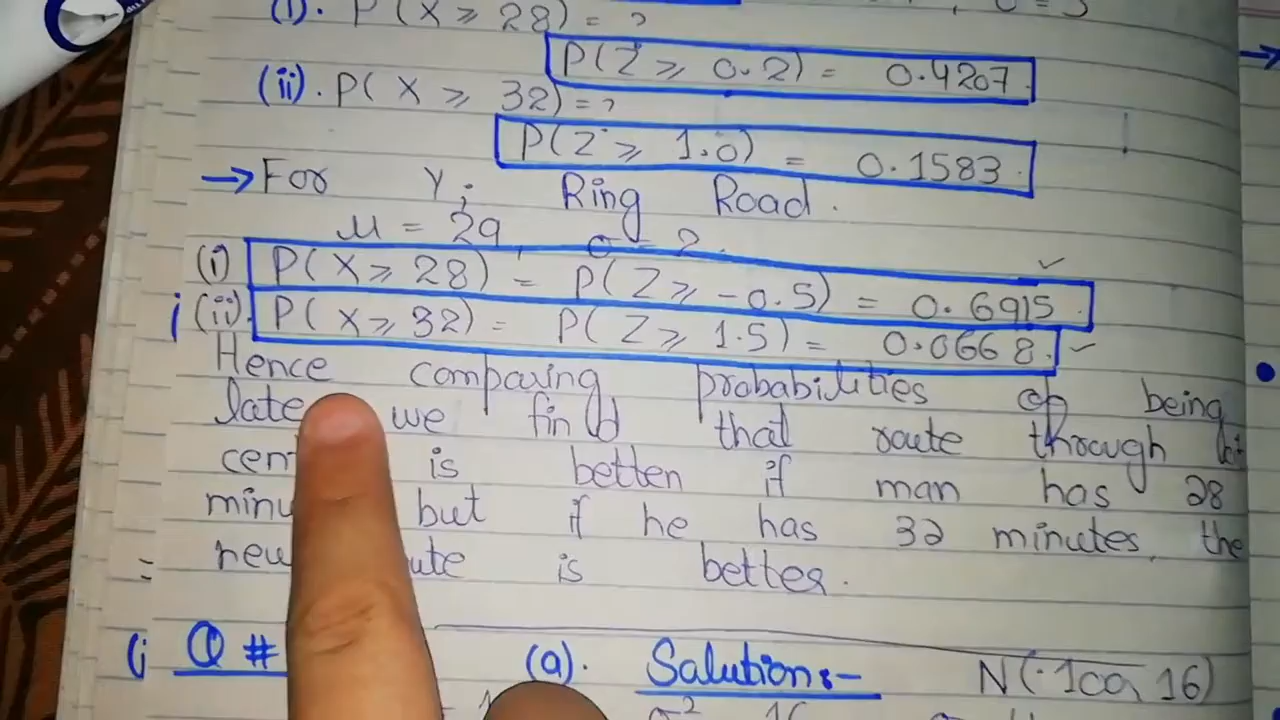 (i). P(X ⩾ 28) = ?
P(Z ⩾ 0.2) = 0.4207
(ii). P(X ⩾ 32) = ?
P(Z ⩾ 1.0) = 0.1583
→ For Y; Ring Road.
μ = 29, σ = 2.
(i) P(X ⩾ 28) = P(Z ⩾ -0.5) = 0.6915. ✓
(ii). P(X ⩾ 32) = P(Z ⩾ 1.5) = 0.0668. ✓
Hence comparing probabilities of being
late we find that route through
is better if man has 28
but if he has 32 minutes, the
is better.
Q # (a). Solution:- N(100, 16)